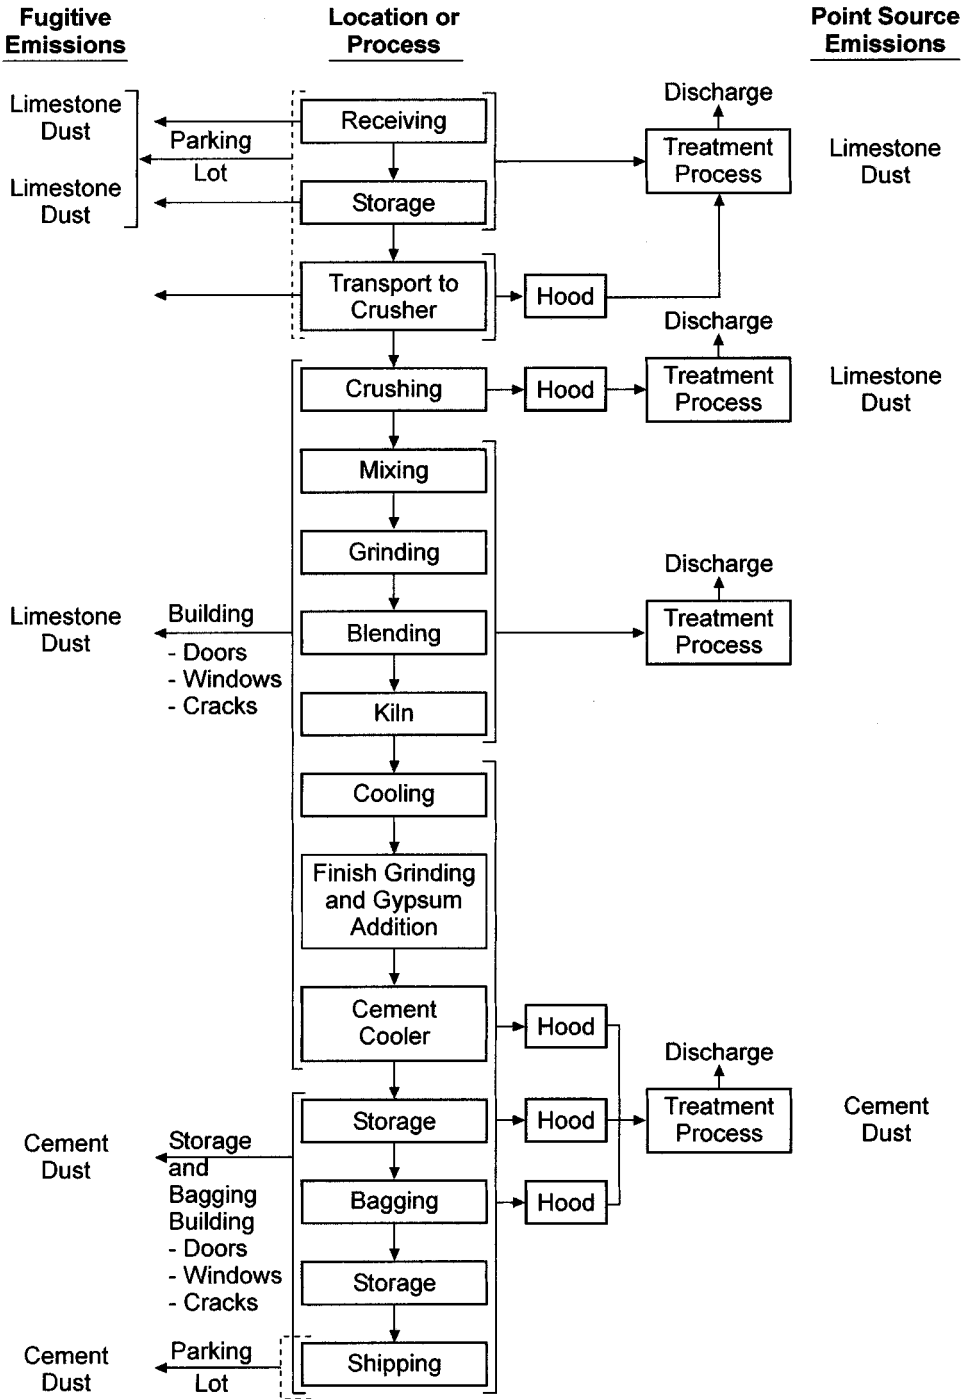 Fugitive
Emissions
Location or
Process
Point Source
Emissions
Limestone
Dust
Parking
Lot
Limestone
Dust
Receiving
Storage
Discharge
Treatment
Process
Limestone
Dust
Transport to
Crusher
Hood
Discharge
Crushing
Hood
Treatment
Process
Limestone
Dust
Mixing
Grinding
Discharge
Limestone
Dust
Building
- Doors
- Windows
- Cracks
Blending
Treatment
Process
Kiln
Cooling
Finish Grinding
and Gypsum
Addition
Cement
Cooler
Hood
Discharge
Cement
Dust
Storage
and
Bagging
Building
- Doors
- Windows
- Cracks
Storage
Hood
Treatment
Process
Cement
Dust
Bagging
Hood
Storage
Cement
Dust
Parking
Lot
Shipping